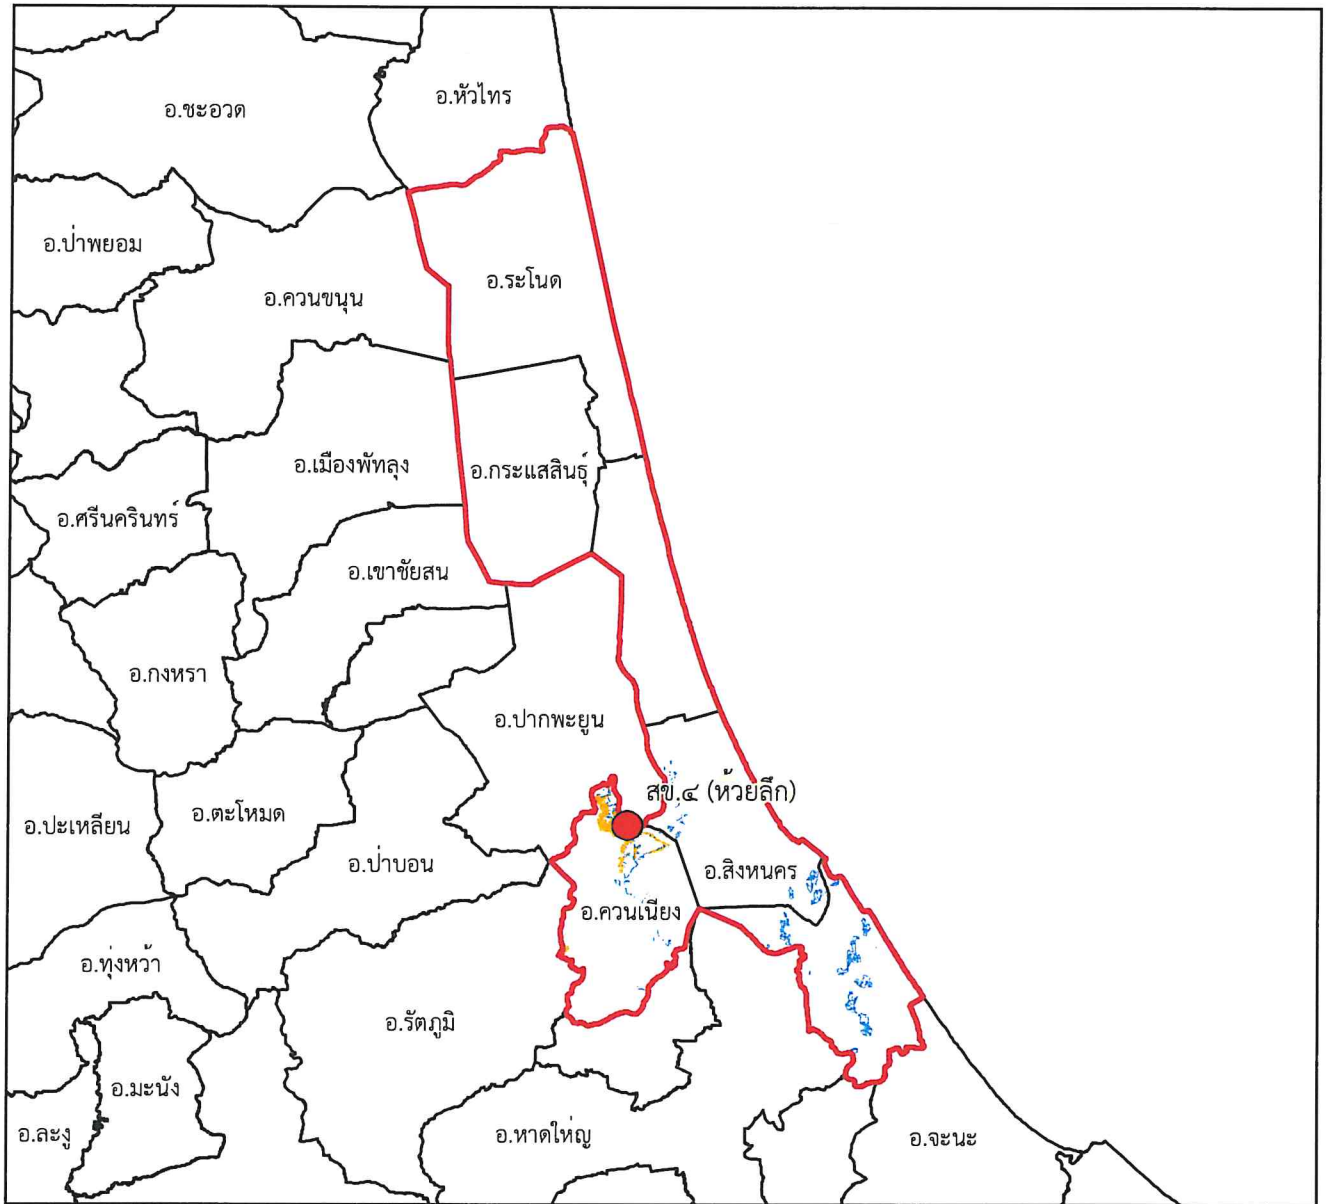 อ.หัวไทร
อ.ชะอวด
อ.ป่าพยอม
อ.ระโนด
อ.ควนขนุน
อ.เมืองพัทลุง
อ.กระแสสินธุ์
อ.ศรีนครินทร์
อ.เขาชัยสน
อ.กงหรา
อ.ปากพะยูน
สข.๔ (ห้วยลึก)
อ.ตะโหมด
อ.ปะเหลียน
อ.ป่าบอน
อ.สิงหนคร
อ.ควนเนียง
อ.ทุ่งหว้า
อ.รัตภูมิ
อ.มะนัง
อ.ละงู
อ.หาดใหญ่
อ.จะนะ